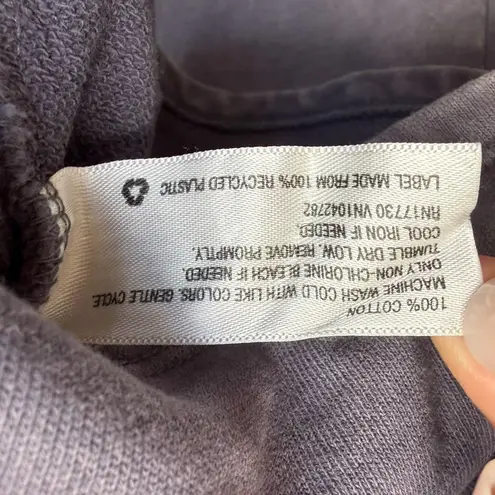 100% COTTON
MACHINE WASH COLD WITH LIKE COLORS. GENTLE CYCLE.
ONLY NON-CHLORINE BLEACH IF NEEDED.
TUMBLE DRY LOW. REMOVE PROMPTLY.
COOL IRON IF NEEDED.
RN17730 VN1042782
LABEL MADE FROM 100% RECYCLED PLASTIC